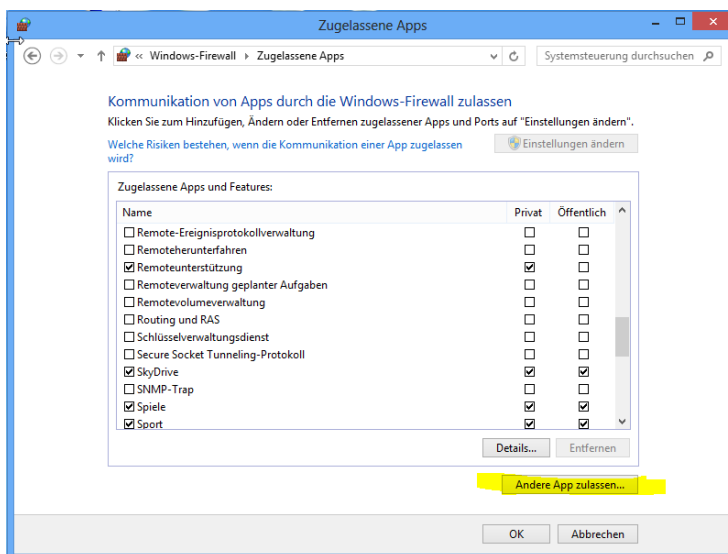 Zugelassene Apps
« Windows-Firewall ▸ Zugelassene Apps
Systemsteuerung durchsuchen
Kommunikation von Apps durch die Windows-Firewall zulassen
Klicken Sie zum Hinzufügen, Ändern oder Entfernen zugelassener Apps und Ports auf "Einstellungen ändern".
Welche Risiken bestehen, wenn die Kommunikation einer App zugelassen
wird?
Einstellungen ändern
Zugelassene Apps und Features:
Name Privat Öffentlich
Remote-Ereignisprotokollverwaltung
Remoteherunterfahren
Remoteunterstützung
Remoteverwaltung geplanter Aufgaben
Remotevolumeverwaltung
Routing und RAS
Schlüsselverwaltungsdienst
Secure Socket Tunneling-Protokoll
SkyDrive
SNMP-Trap
Spiele
Sport
Details... Entfernen
Andere App zulassen...
OK Abbrechen